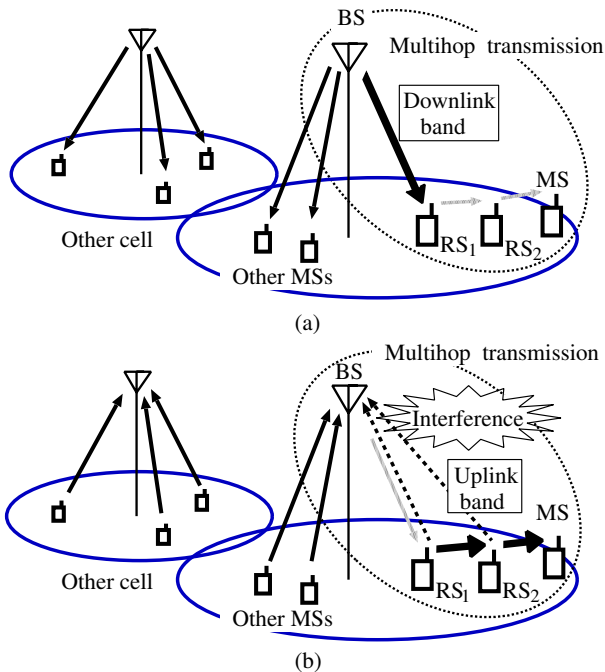 BS
Multihop transmission
Downlink
band
MS
RS1
RS2
Other cell
Other MSs
(a)
Multihop transmission
BS
Interference
Uplink
band
MS
RS1
RS2
Other cell
Other MSs
(b)